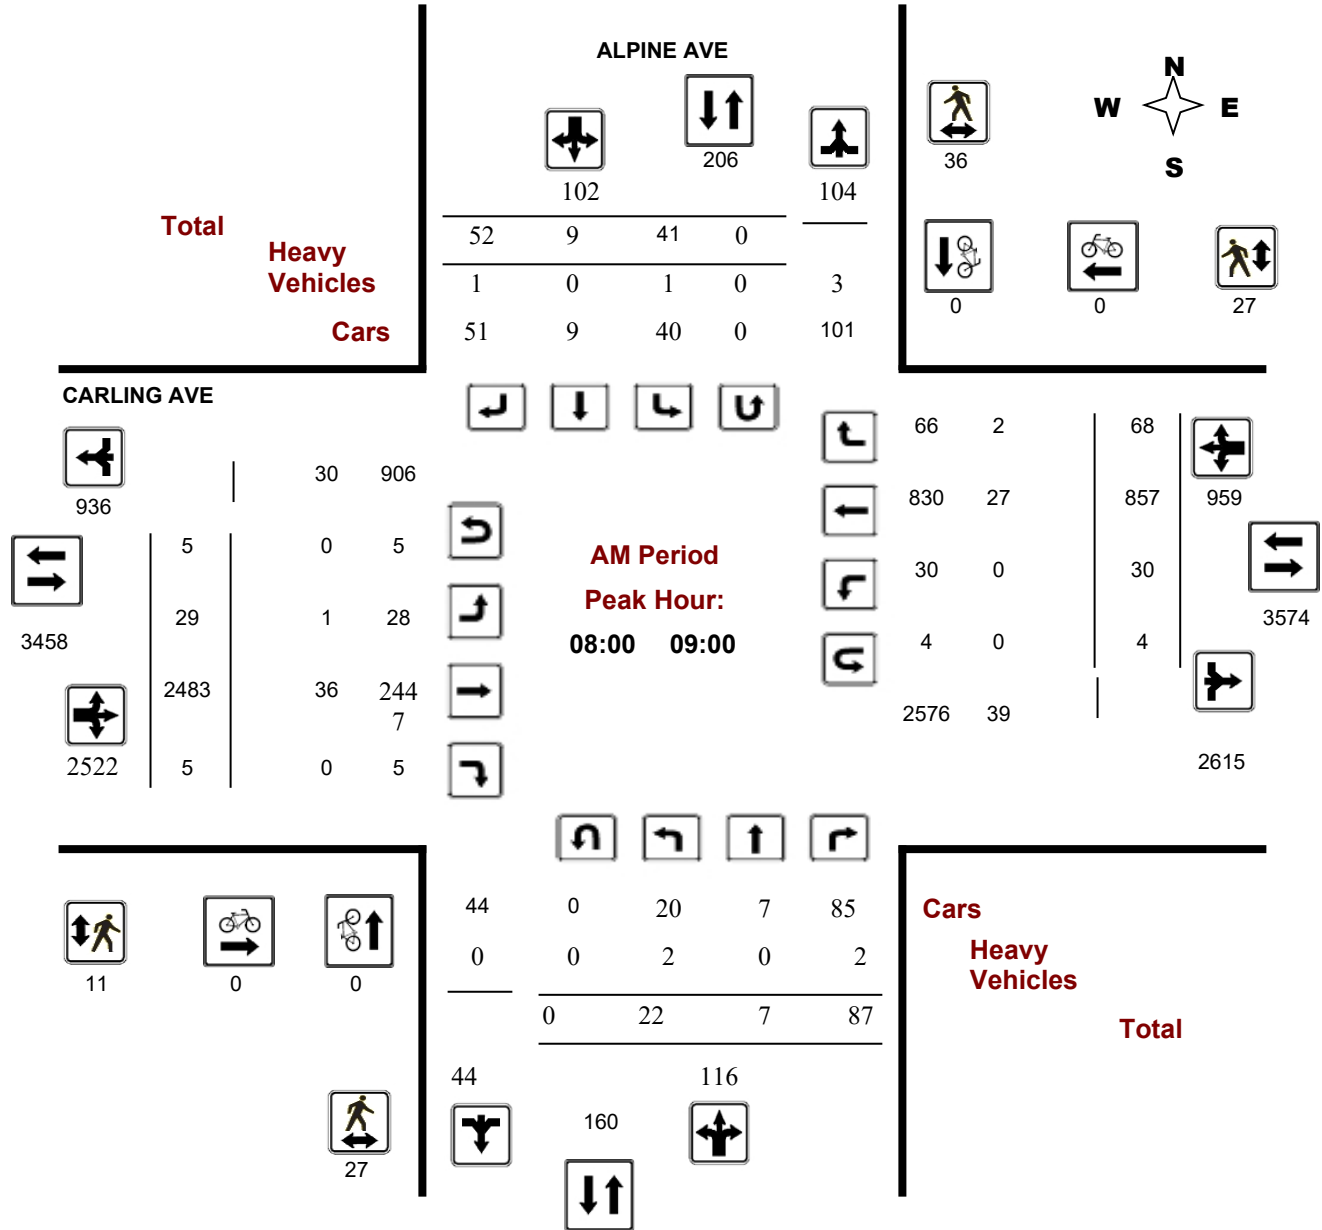 ALPINE AVE
N
W E
S
206
36
102 104
Total
52 9 41 0
Heavy
Vehicles
1 0 1 0 3
0 0 27
Cars
51 9 40 0 101
CARLING AVE
66 2 68
30 906
936
830 27 857 959
5 0 5
AM Period
30 0 30
Peak Hour:
29 1 28
3458
08:00 09:00
4 0 4
3574
2483 36 244
7
2576 39
2522 5 0 5
2615
44 0 20 7 85
Cars
0 0 2 0 2
Heavy
Vehicles
11 0 0
0 22 7 87
Total
44 116
160
27